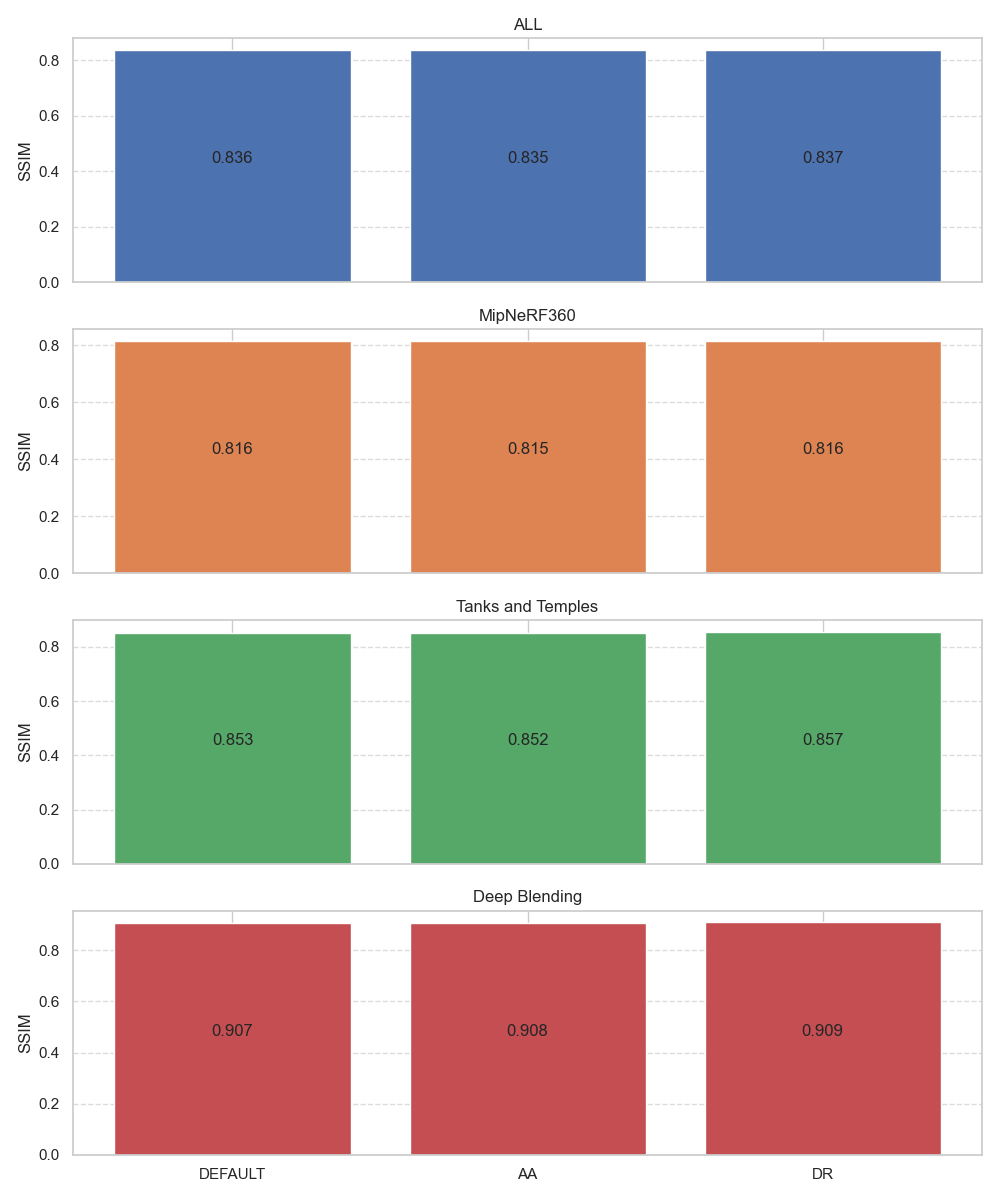 ALL
SSIM
0.8
0.6
0.4
0.2
0.0
0.836 0.835 0.837
MipNeRF360
SSIM
0.8
0.6
0.4
0.2
0.0
0.816 0.815 0.816
Tanks and Temples
SSIM
0.8
0.6
0.4
0.2
0.0
0.853 0.852 0.857
Deep Blending
SSIM
0.8
0.6
0.4
0.2
0.0
0.907 0.908 0.909
DEFAULT AA DR